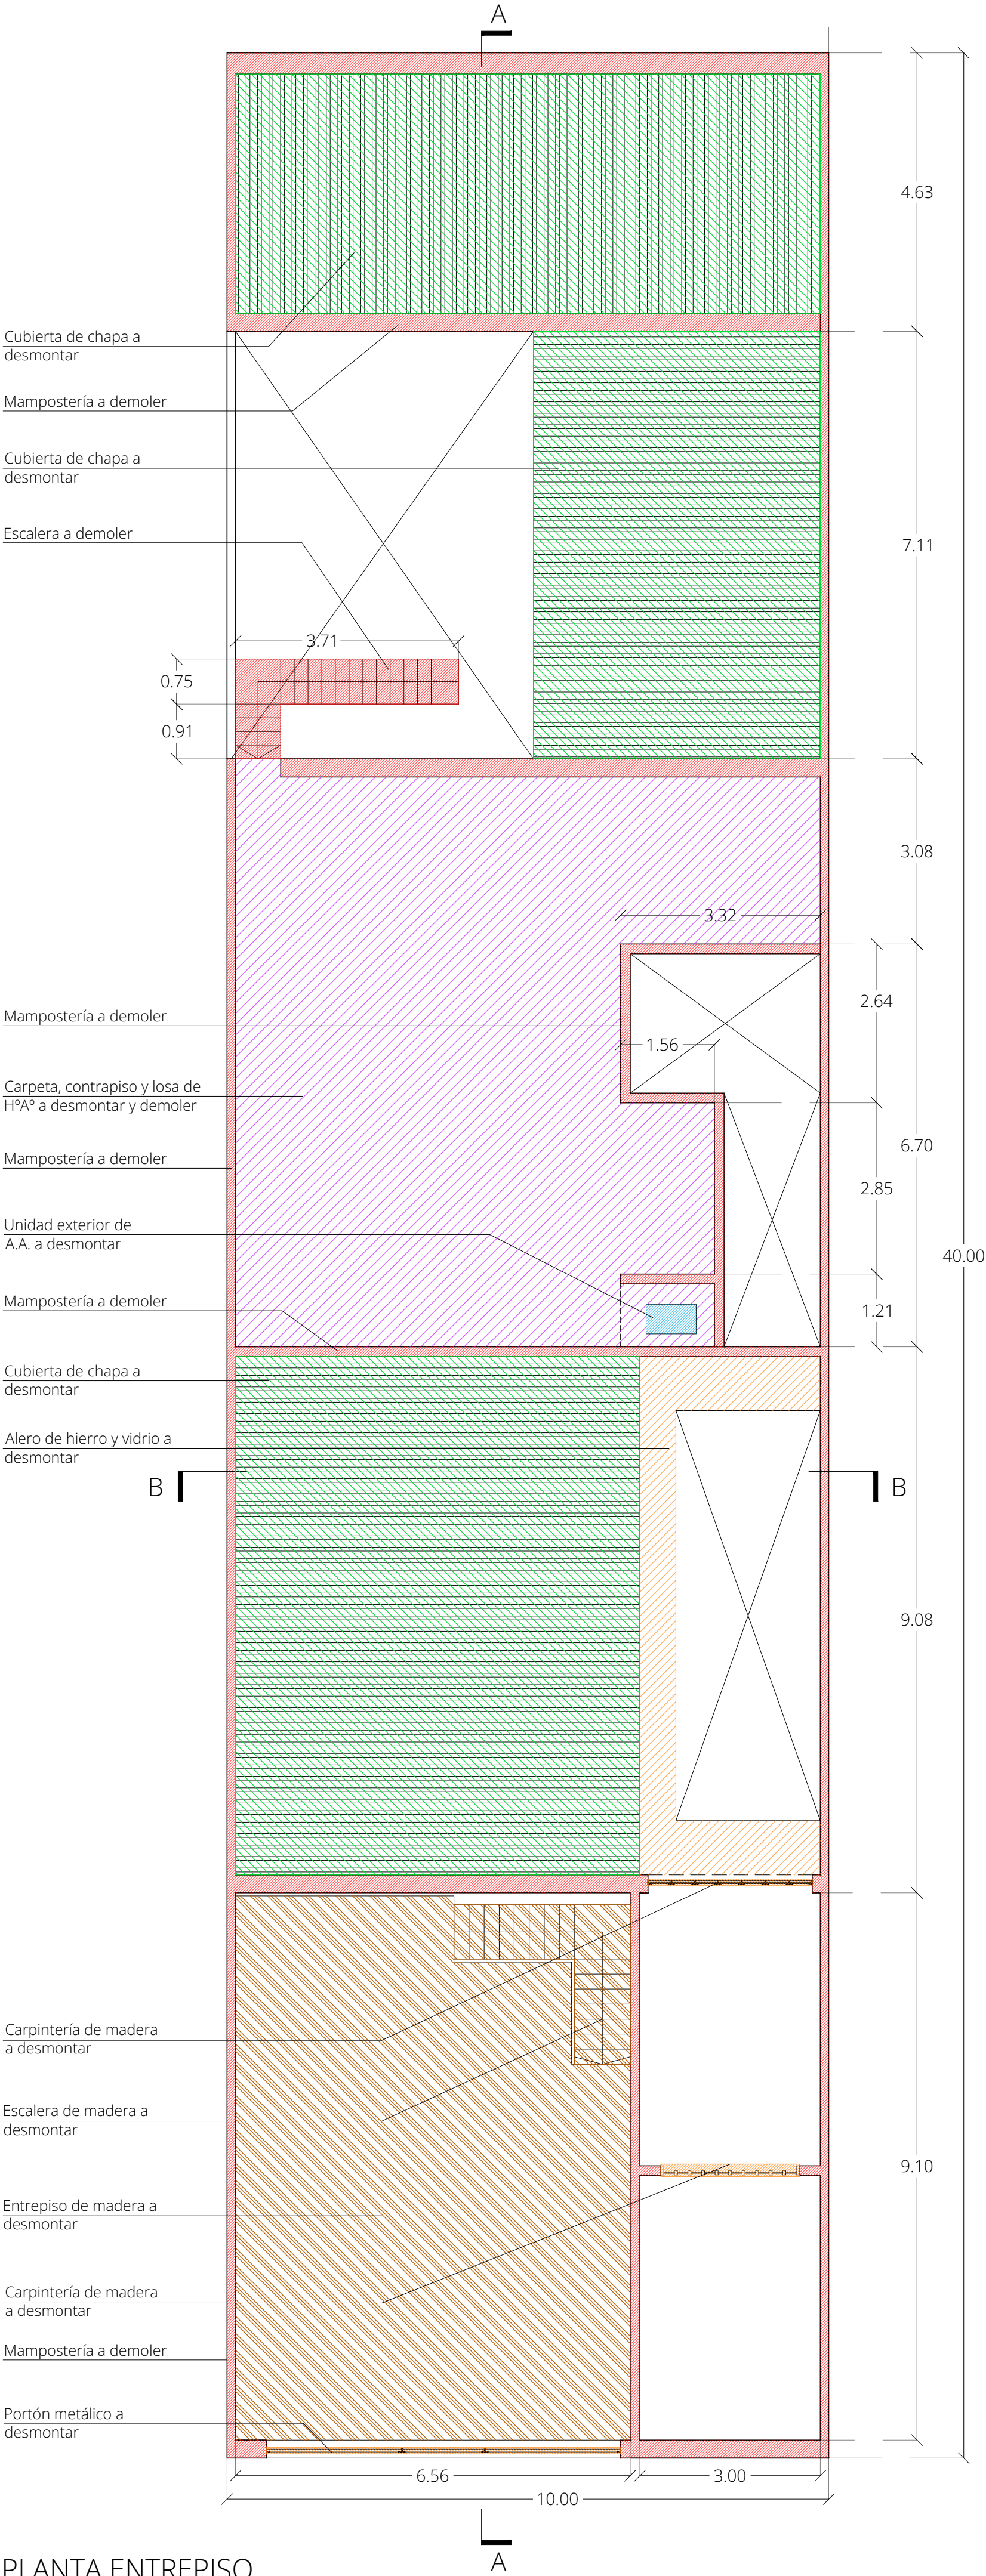 A
4.63
Cubierta de chapa a
desmontar
Mampostería a demoler
Cubierta de chapa a
desmontar
Escalera a demoler
7.11
3.71
0.75
0.91
3.08
3.32
2.64
Mampostería a demoler
1.56
Carpeta, contrapiso y losa de
HºAº a desmontar y demoler
6.70
Mampostería a demoler
2.85
Unidad exterior de
A.A. a desmontar
40.00
Mampostería a demoler
1.21
Cubierta de chapa a
desmontar
Alero de hierro y vidrio a
desmontar
B
B
9.08
Carpintería de madera
a desmontar
Escalera de madera a
desmontar
9.10
Entrepiso de madera a
desmontar
Carpintería de madera
a desmontar
Mampostería a demoler
Portón metálico a
desmontar
6.56
3.00
10.00
A
PLANTA ENTREPISO